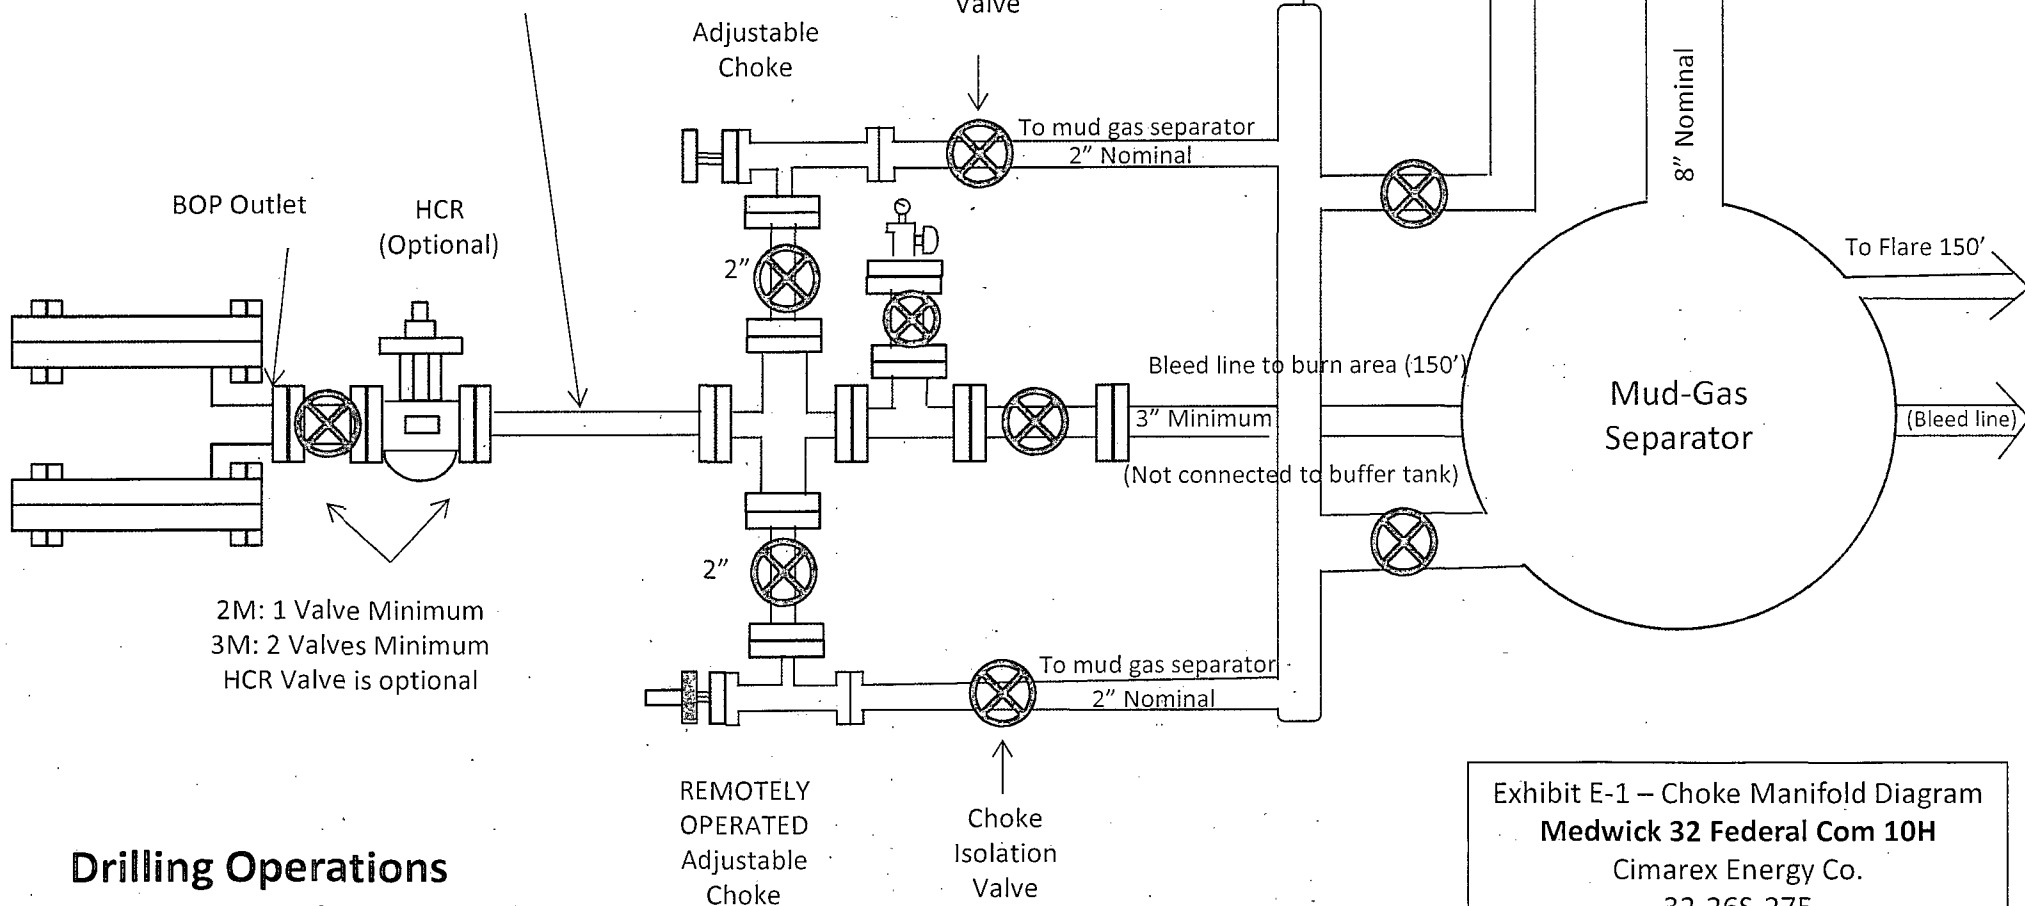 Valve
Adjustable
Choke
8" Nominal
To mud gas separator
2" Nominal
BOP Outlet
HCR
(Optional)
2"
To Flare 150'
Bleed line to burn area (150')
3" Minimum
(Not connected to buffer tank)
Mud-Gas
Separator
(Bleed line)
2"
2M: 1 Valve Minimum
3M: 2 Valves Minimum
HCR Valve is optional
To mud gas separator
2" Nominal
REMOTELY
OPERATED
Adjustable
Choke
Choke
Isolation
Valve
Drilling Operations
Exhibit E-1 – Choke Manifold Diagram
Medwick 32 Federal Com 10H
Cimarex Energy Co.
32-26S-27E